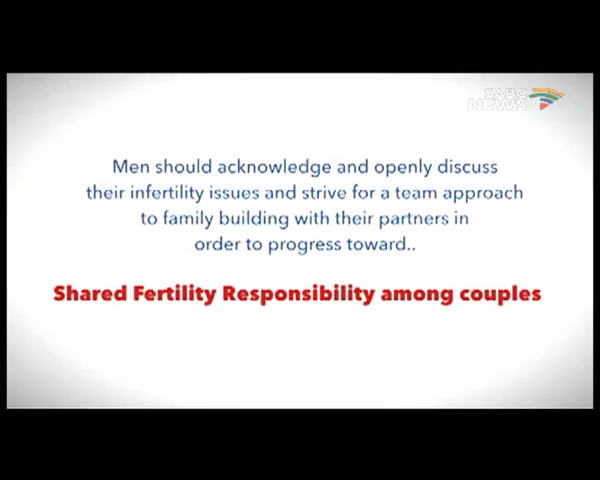 SABC
NEWS
Men should acknowledge and openly discuss
their infertility issues and strive for a team approach
to family building with their partners in
order to progress toward..
Shared Fertility Responsibility among couples